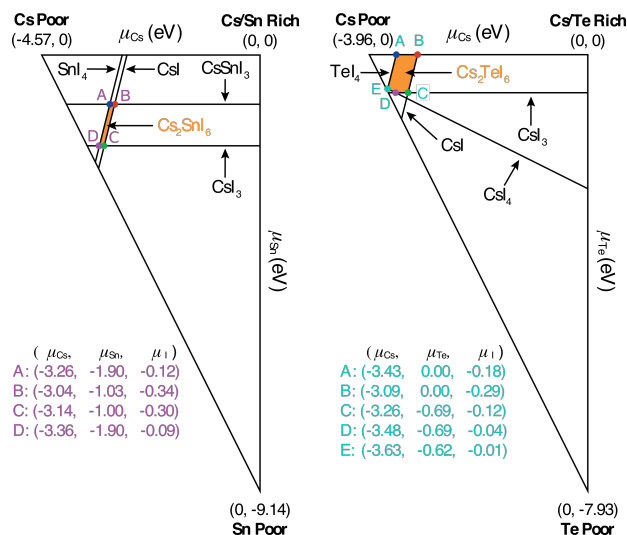 Cs Poor
(-4.57, 0)
μCs (eV)
Cs/Sn Rich
(0, 0)
SnI4
CsI
CsSnI3
A
B
Cs2SnI6
D
C
CsI3
μSn (eV)
(μCs, μSn, μI)
A: (-3.26, -1.90, -0.12)
B: (-3.04, -1.03, -0.34)
C: (-3.14, -1.00, -0.30)
D: (-3.36, -1.90, -0.09)
(0, -9.14)
Sn Poor
Cs Poor
(-3.96, 0)
μCs (eV)
Cs/Te Rich
(0, 0)
A
B
TeI4
Cs2TeI6
E
D
C
CsI
CsI3
CsI4
μTe (eV)
(μCs, μTe, μI)
A: (-3.43, 0.00, -0.18)
B: (-3.09, 0.00, -0.29)
C: (-3.26, -0.69, -0.12)
D: (-3.48, -0.69, -0.04)
E: (-3.63, -0.62, -0.01)
(0, -7.93)
Te Poor